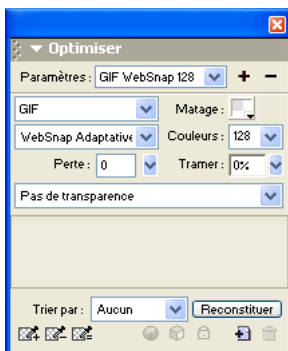 Optimiser
Paramètres : GIF WebSnap 128
GIF Matage :
WebSnap Adaptative Couleurs : 128
Perte : 0 Tramer : 0%
Pas de transparence
Trier par : Aucun Reconstituer